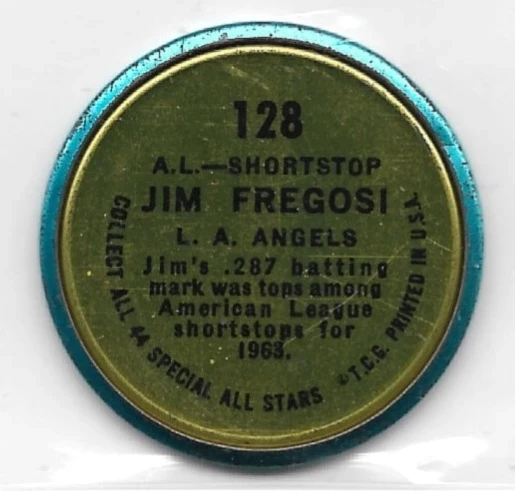 128
A.L.—SHORTSTOP
JIM FREGOSI
L. A. ANGELS
Jim's .287 batting
mark was tops among
American League
shortstops for
1963.
COLLECT ALL 44 SPECIAL ALL STARS
©T.C.G. PRINTED IN U.S.A.